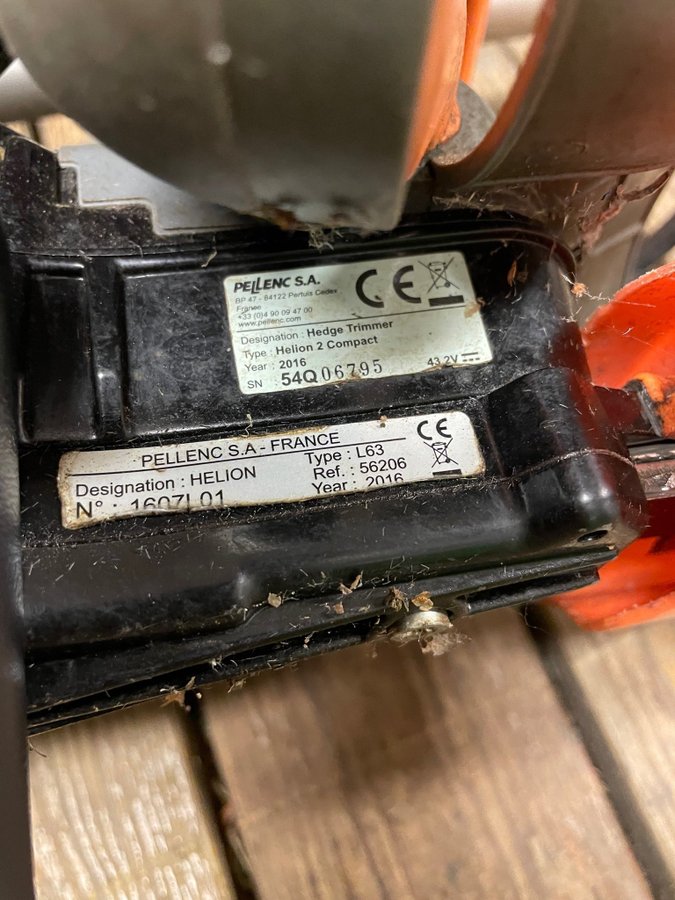 PELLENC S.A.
BP 47 - 84122 Pertuis Cedex
France
+33 (0)4 90 09 47 00
www.pellenc.com
CE
Designation : Hedge Trimmer
Type : Helion 2 Compact
Year : 2016
43.2V
SN : 54Q06795
PELLENC S.A - FRANCE
CE
Designation : HELION
Type : L63
Ref. : 56206
N° : 1607L01
Year : 2016